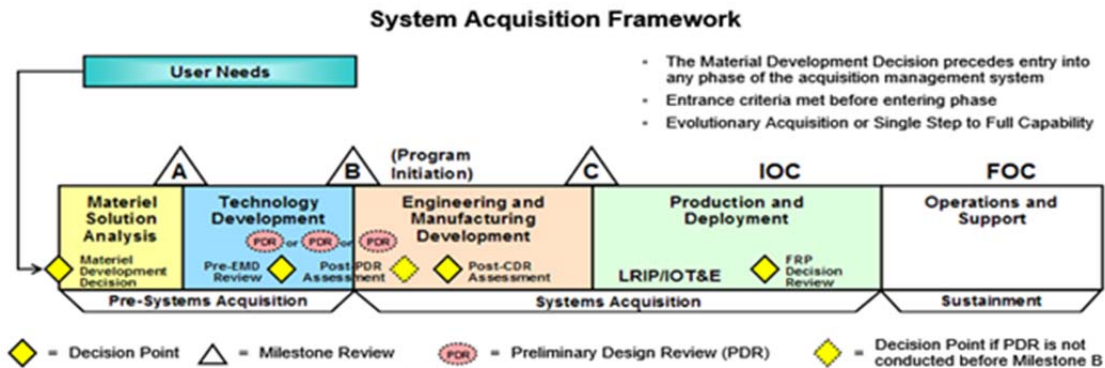 System Acquisition Framework
User Needs
- The Material Development Decision precedes entry into
any phase of the acquisition management system
- Entrance criteria met before entering phase
- Evolutionary Acquisition or Single Step to Full Capability
A
B
(Program
Initiation)
C
IOC
FOC
Materiel
Solution
Analysis
Technology
Development
Engineering and
Manufacturing
Development
Production and
Deployment
Operations and
Support
PDR or PDR or PDR
Materiel
Development
Decision
Pre-EMD
Review
Post-PDR
Assessment
Post-CDR
Assessment
LRIP/IOT&E
FRP
Decision
Review
Pre-Systems Acquisition
Systems Acquisition
Sustainment
= Decision Point
= Milestone Review
PDR = Preliminary Design Review (PDR)
= Decision Point if PDR is not
conducted before Milestone B